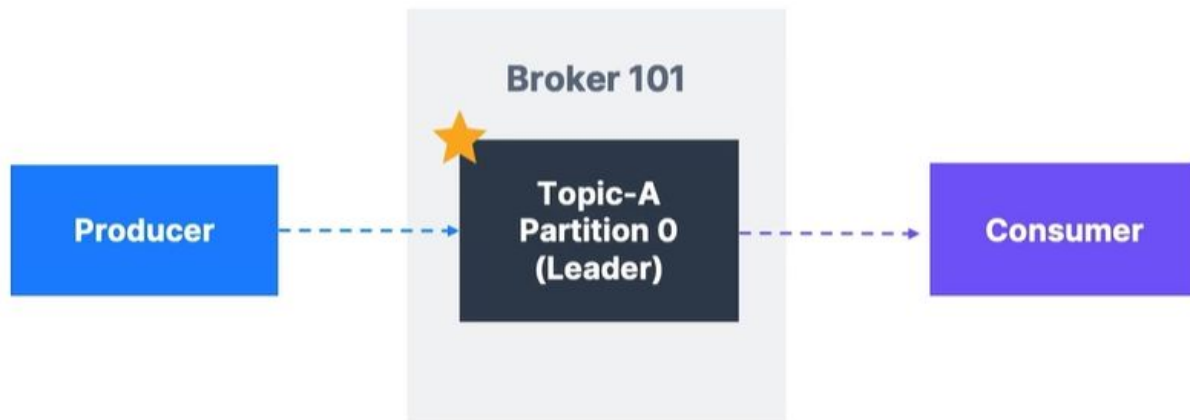 Broker 101
Producer
Topic-A
Partition 0
(Leader)
Consumer